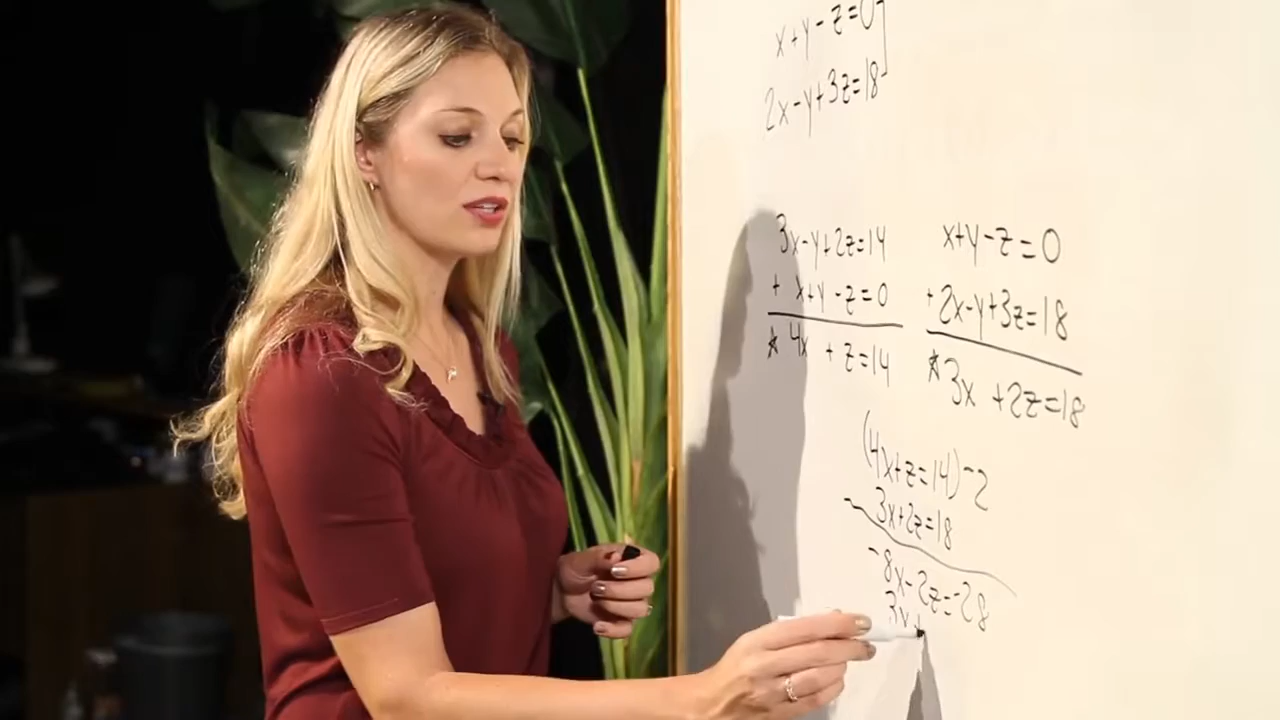 x+y-z=0
2x-y+3z=18
3x-y+2z=14
+ x+y-z=0
* 4x +z=14
x+y-z=0
+2x-y+3z=18
*3x +2z=18
(4x+z=14)-2
3x+2z=18
-8x-2z=-28
3x+